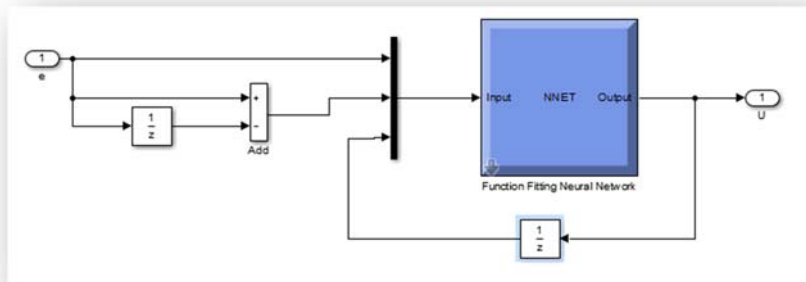 1
e
1
z
+
−
Add
Input NNET Output
Function Fitting Neural Network
1
U
1
z